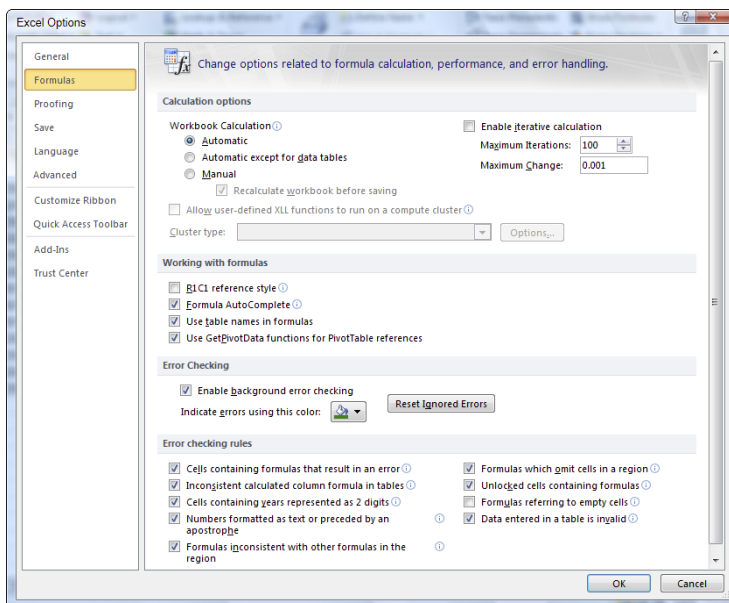 Excel Options
General
Formulas
Proofing
Save
Language
Advanced
Customize Ribbon
Quick Access Toolbar
Add-Ins
Trust Center
Change options related to formula calculation, performance, and error handling.
Calculation options
Workbook Calculation
Automatic
Automatic except for data tables
Manual
Recalculate workbook before saving
Enable iterative calculation
Maximum Iterations: 100
Maximum Change: 0.001
Allow user-defined XLL functions to run on a compute cluster
Cluster type:
Options...
Working with formulas
R1C1 reference style
Formula AutoComplete
Use table names in formulas
Use GetPivotData functions for PivotTable references
Error Checking
Enable background error checking
Indicate errors using this color:
Reset Ignored Errors
Error checking rules
Cells containing formulas that result in an error
Inconsistent calculated column formula in tables
Cells containing years represented as 2 digits
Numbers formatted as text or preceded by an
apostrophe
Formulas inconsistent with other formulas in the
region
Formulas which omit cells in a region
Unlocked cells containing formulas
Formulas referring to empty cells
Data entered in a table is invalid
OK
Cancel